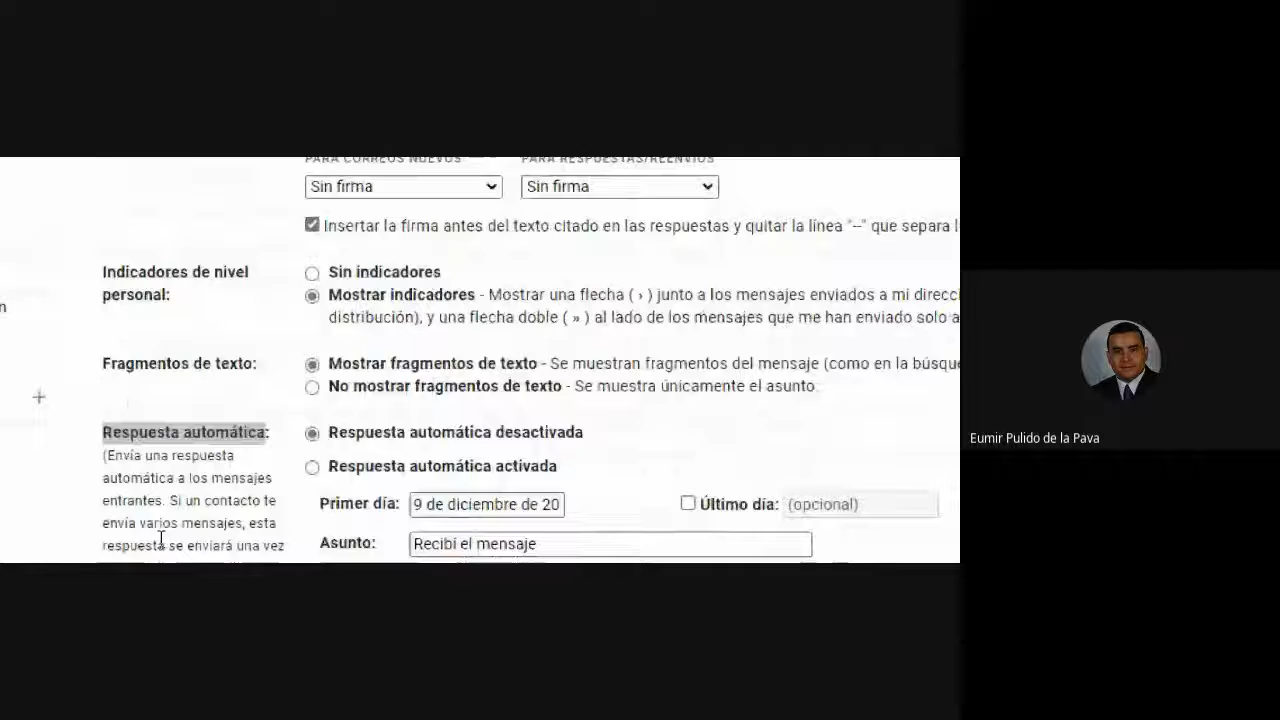 PARA CORREOS NUEVOS
PARA RESPUESTAS/REENVÍOS
Sin firma
Sin firma
Insertar la firma antes del texto citado en las respuestas y quitar la línea "--" que separa l
Indicadores de nivel
personal:
Sin indicadores
Mostrar indicadores - Mostrar una flecha ( › ) junto a los mensajes enviados a mi direcci
distribución), y una flecha doble ( » ) al lado de los mensajes que me han enviado solo a
n
Fragmentos de texto:
Mostrar fragmentos de texto - Se muestran fragmentos del mensaje (como en la búsque
No mostrar fragmentos de texto - Se muestra únicamente el asunto.
Respuesta automática:
(Envía una respuesta
automática a los mensajes
entrantes. Si un contacto te
envía varios mensajes, esta
respuesta se enviará una vez
Respuesta automática desactivada
Respuesta automática activada
Primer día: 9 de diciembre de 20
Último día: (opcional)
Asunto: Recibí el mensaje
Eumir Pulido de la Pava